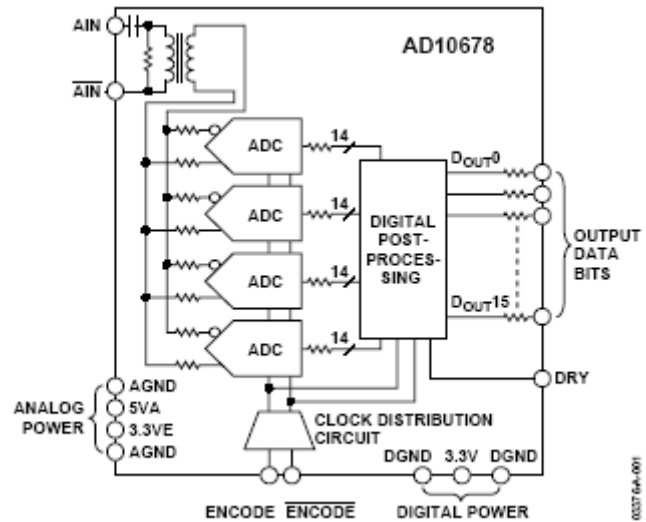 AIN
AD10678
AIN
ADC
14
DOUT0
ADC
14
DIGITAL
POST-
PROCES-
SING
OUTPUT
DATA
BITS
ADC
14
DOUT15
ADC
14
DRY
AGND
ANALOG
POWER
5VA
3.3VE
AGND
CLOCK DISTRIBUTION
CIRCUIT
DGND 3.3V DGND
ENCODE ENCODE
DIGITAL POWER